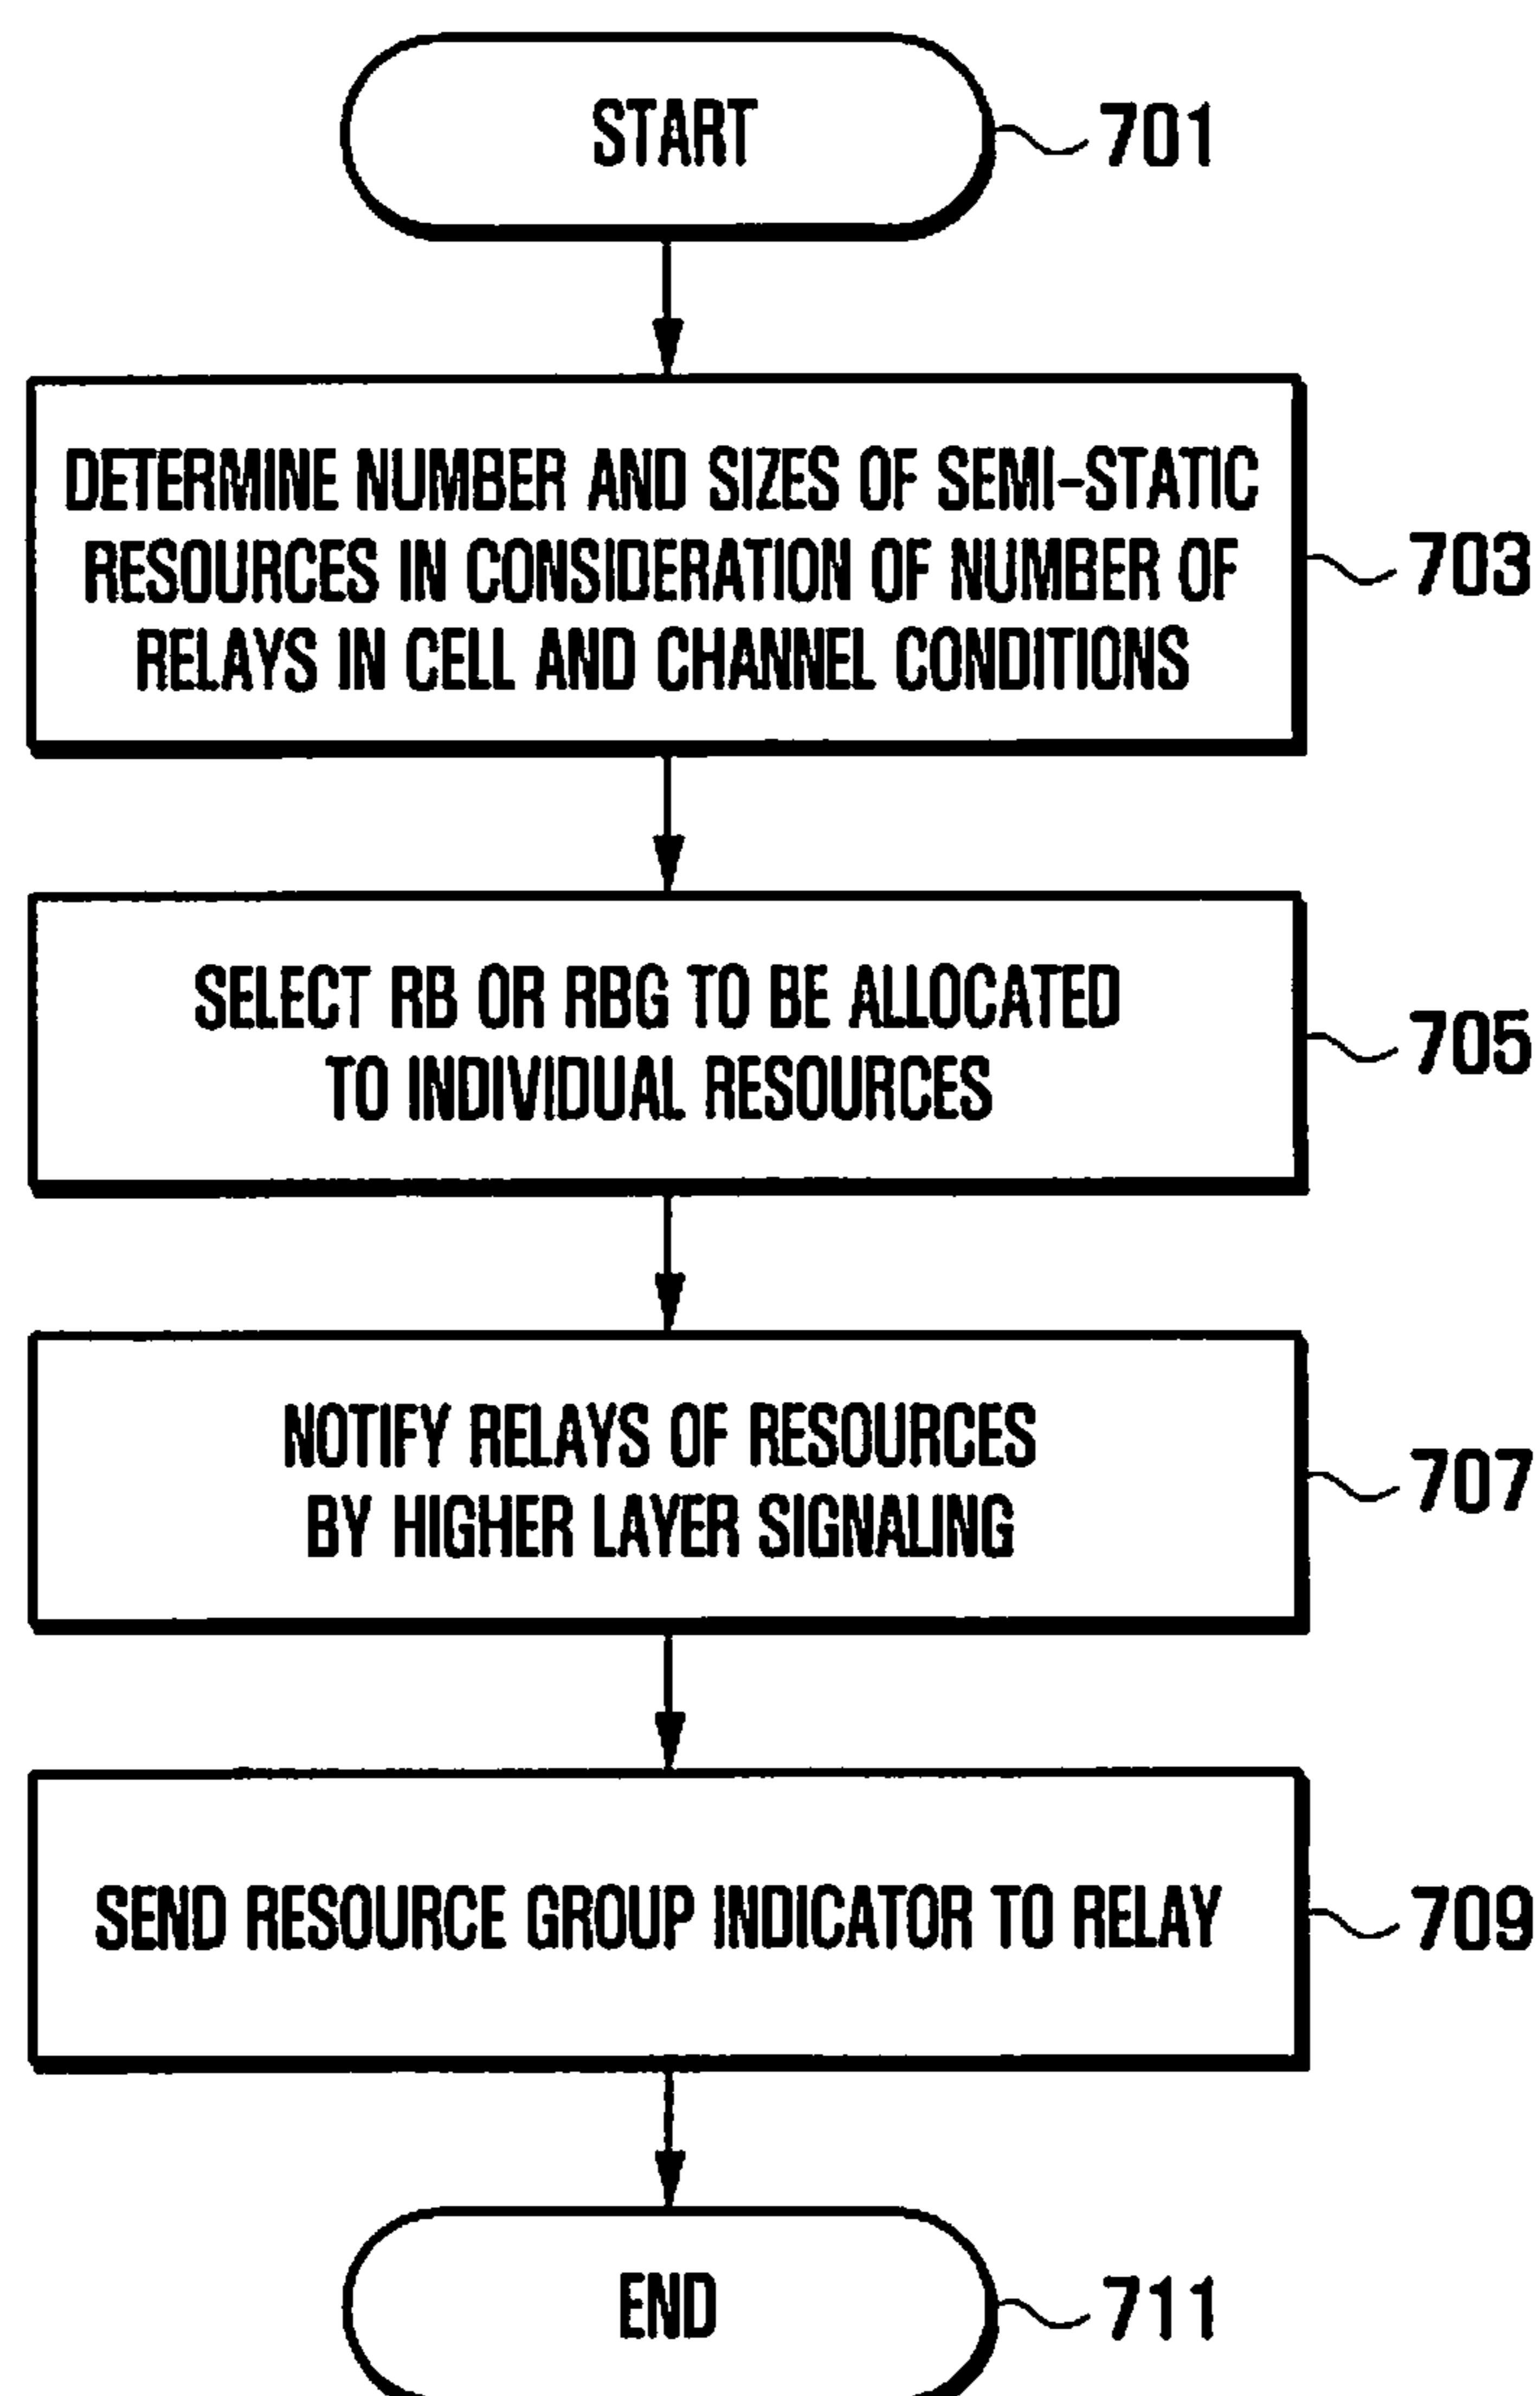 START
701
DETERMINE NUMBER AND SIZES OF SEMI-STATIC
RESOURCES IN CONSIDERATION OF NUMBER OF
RELAYS IN CELL AND CHANNEL CONDITIONS
703
SELECT RB OR RBG TO BE ALLOCATED
TO INDIVIDUAL RESOURCES
705
NOTIFY RELAYS OF RESOURCES
BY HIGHER LAYER SIGNALING
707
SEND RESOURCE GROUP INDICATOR TO RELAY
709
END
711